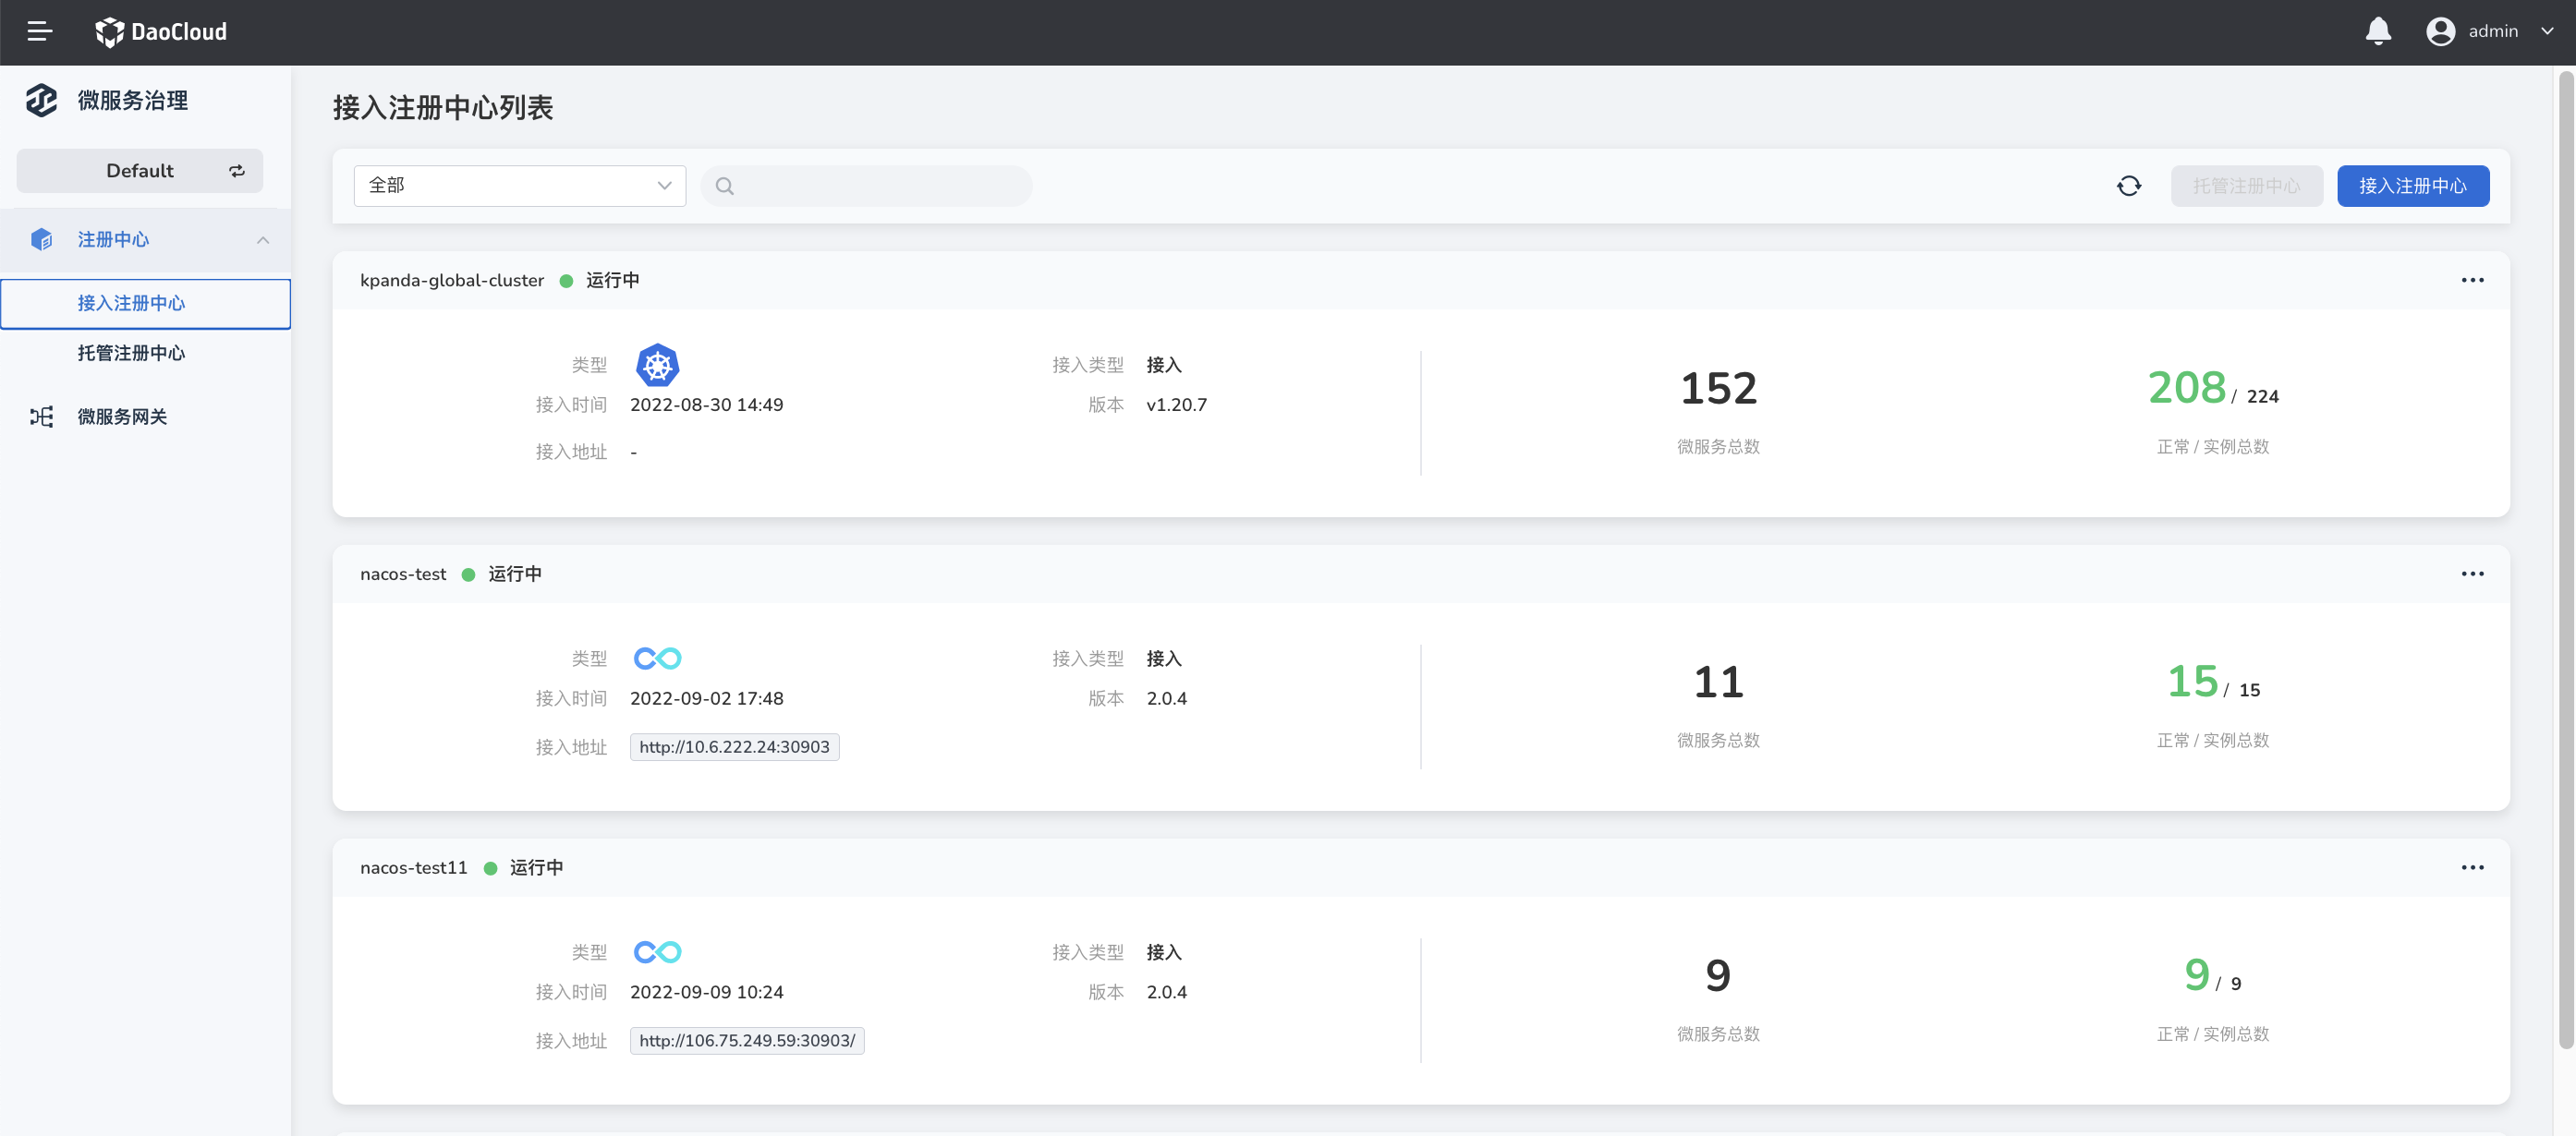 DaoCloud
admin
微服务治理
Default
注册中心
接入注册中心
托管注册中心
微服务网关
接入注册中心列表
全部
托管注册中心
接入注册中心
kpanda-global-cluster 运行中
类型
接入类型 接入
接入时间 2022-08-30 14:49
版本 v1.20.7
接入地址 -
152
微服务总数
208 / 224
正常 / 实例总数
nacos-test 运行中
类型
接入类型 接入
接入时间 2022-09-02 17:48
版本 2.0.4
接入地址 http://10.6.222.24:30903
11
微服务总数
15 / 15
正常 / 实例总数
nacos-test11 运行中
类型
接入类型 接入
接入时间 2022-09-09 10:24
版本 2.0.4
接入地址 http://106.75.249.59:30903/
9
微服务总数
9 / 9
正常 / 实例总数